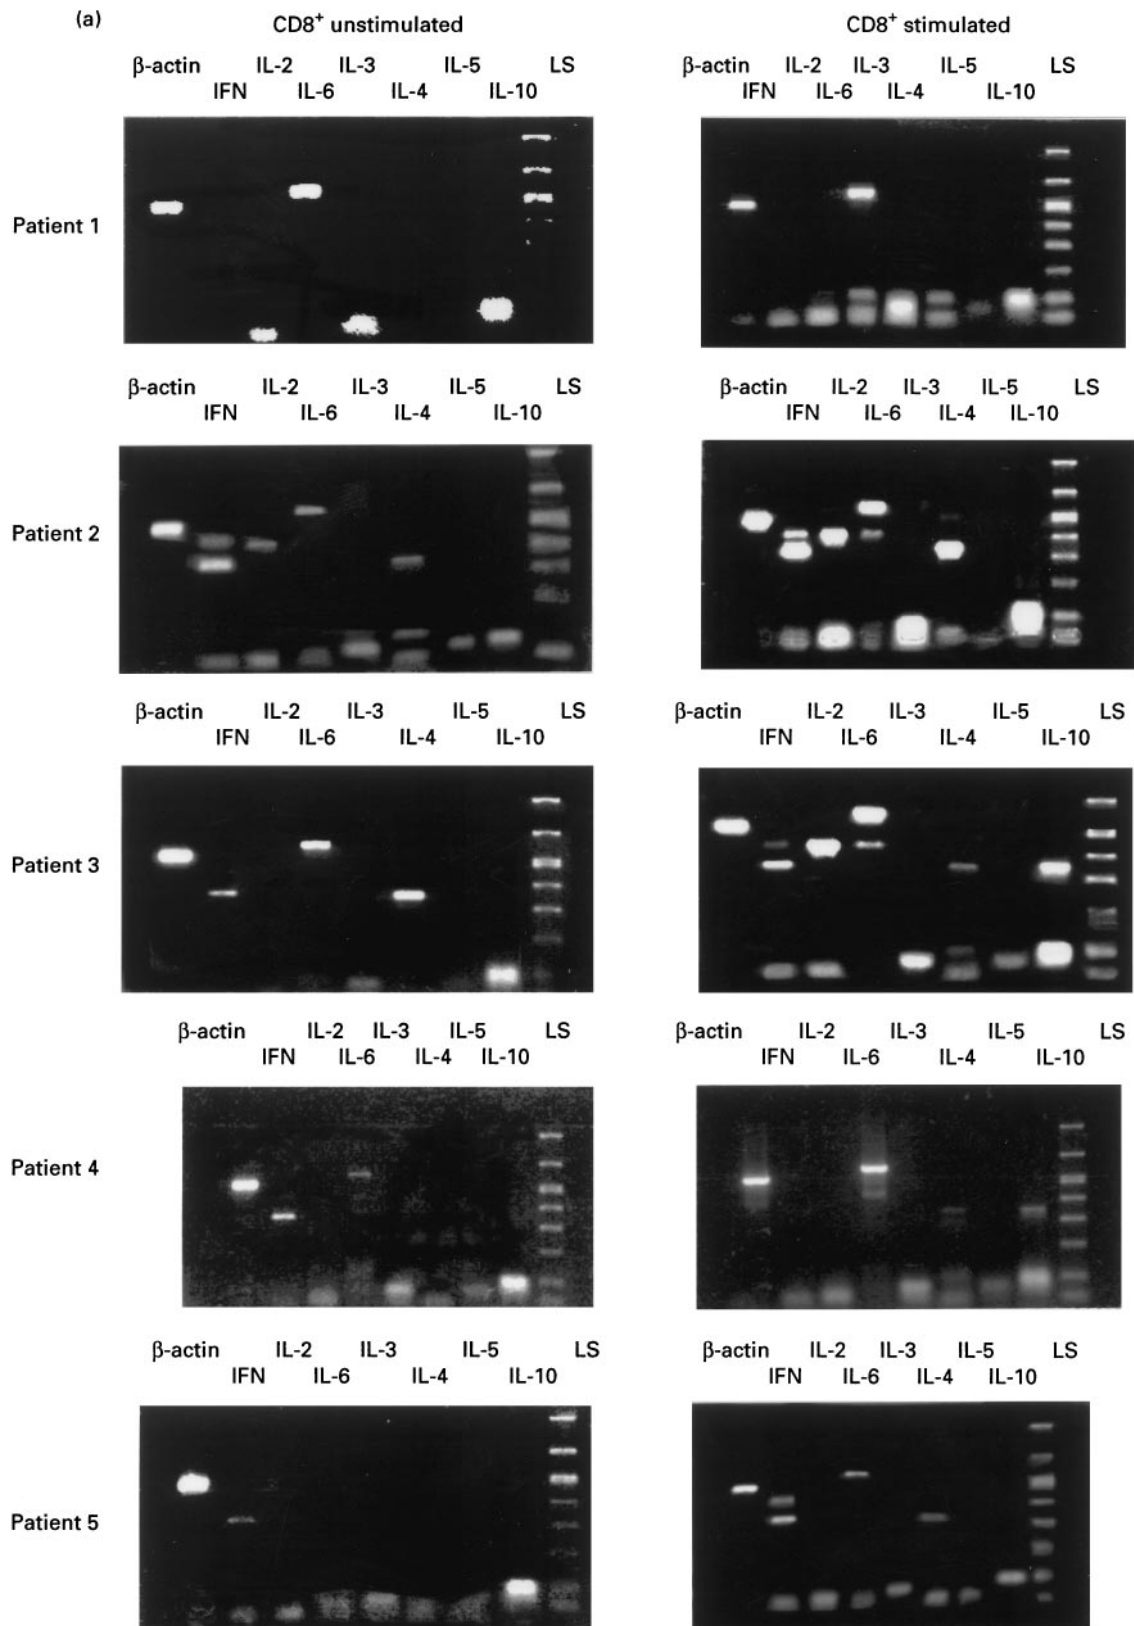 (a)
CD8+ unstimulated CD8+ stimulated
β-actin IL-2 IL-3 IL-5 LS β-actin IL-2 IL-3 IL-5 LS
IFN IL-6 IL-4 IL-10 IFN IL-6 IL-4 IL-10
Patient 1
β-actin IL-2 IL-3 IL-5 LS β-actin IL-2 IL-3 IL-5 LS
IFN IL-6 IL-4 IL-10 IFN IL-6 IL-4 IL-10
Patient 2
β-actin IL-2 IL-3 IL-5 LS β-actin IL-2 IL-3 IL-5 LS
IFN IL-6 IL-4 IL-10 IFN IL-6 IL-4 IL-10
Patient 3
β-actin IL-2 IL-3 IL-5 LS β-actin IL-2 IL-3 IL-5 LS
IFN IL-6 IL-4 IL-10 IFN IL-6 IL-4 IL-10
Patient 4
β-actin IL-2 IL-3 IL-5 LS β-actin IL-2 IL-3 IL-5 LS
IFN IL-6 IL-4 IL-10 IFN IL-6 IL-4 IL-10
Patient 5